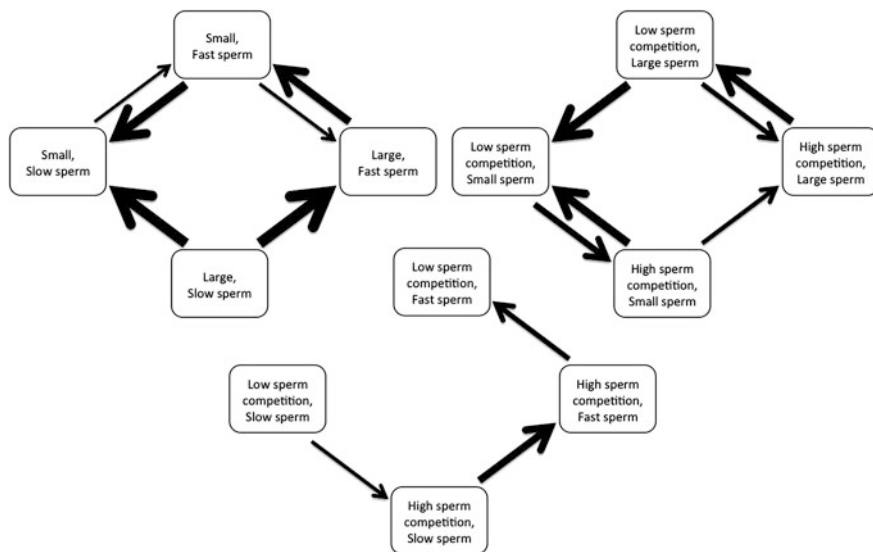 Small,
Fast sperm
Small,
Slow sperm
Large,
Fast sperm
Large,
Slow sperm
Low sperm
competition,
Large sperm
Low sperm
competition,
Small sperm
High sperm
competition,
Large sperm
High sperm
competition,
Small sperm
Low sperm
competition,
Fast sperm
Low sperm
competition,
Slow sperm
High sperm
competition,
Fast sperm
High sperm
competition,
Slow sperm